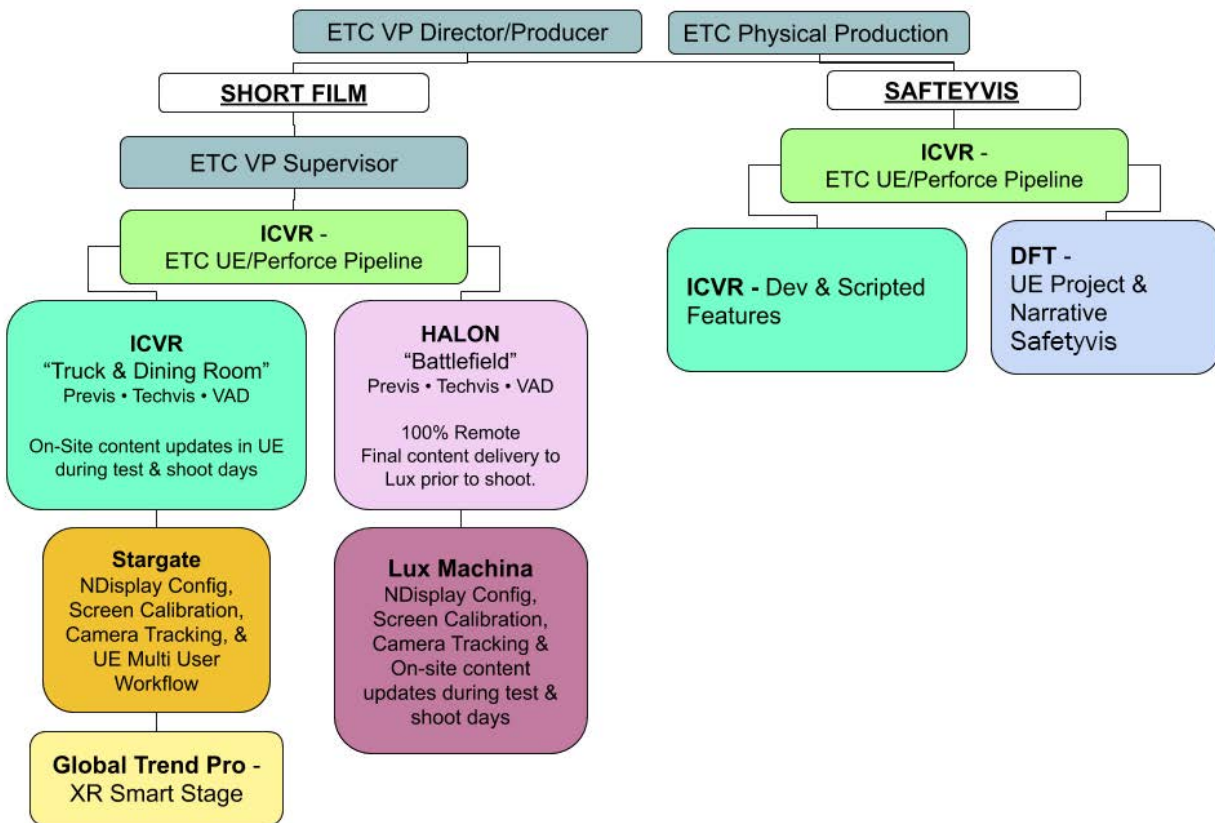 ETC VP Director/Producer
ETC Physical Production
SHORT FILM
SAFTEYVIS
ETC VP Supervisor
ICVR -
ETC UE/Perforce Pipeline
ICVR -
ETC UE/Perforce Pipeline
ICVR
“Truck & Dining Room”
Previs • Techvis • VAD
On-Site content updates in UE
during test & shoot days
HALON
“Battlefield”
Previs • Techvis • VAD
100% Remote
Final content delivery to
Lux prior to shoot.
ICVR - Dev & Scripted
Features
DFT -
UE Project &
Narrative
Safetyvis
Stargate
NDisplay Config,
Screen Calibration,
Camera Tracking, &
UE Multi User
Workflow
Lux Machina
NDisplay Config,
Screen Calibration,
Camera Tracking &
On-site content
updates during test &
shoot days
Global Trend Pro -
XR Smart Stage